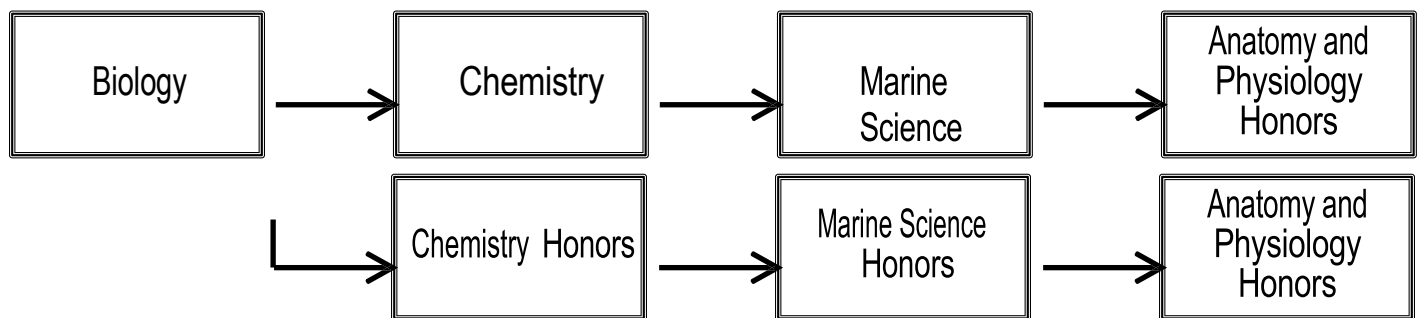 Biology
Chemistry
Marine
Science
Anatomy and
Physiology
Honors
Chemistry Honors
Marine Science
Honors
Anatomy and
Physiology
Honors